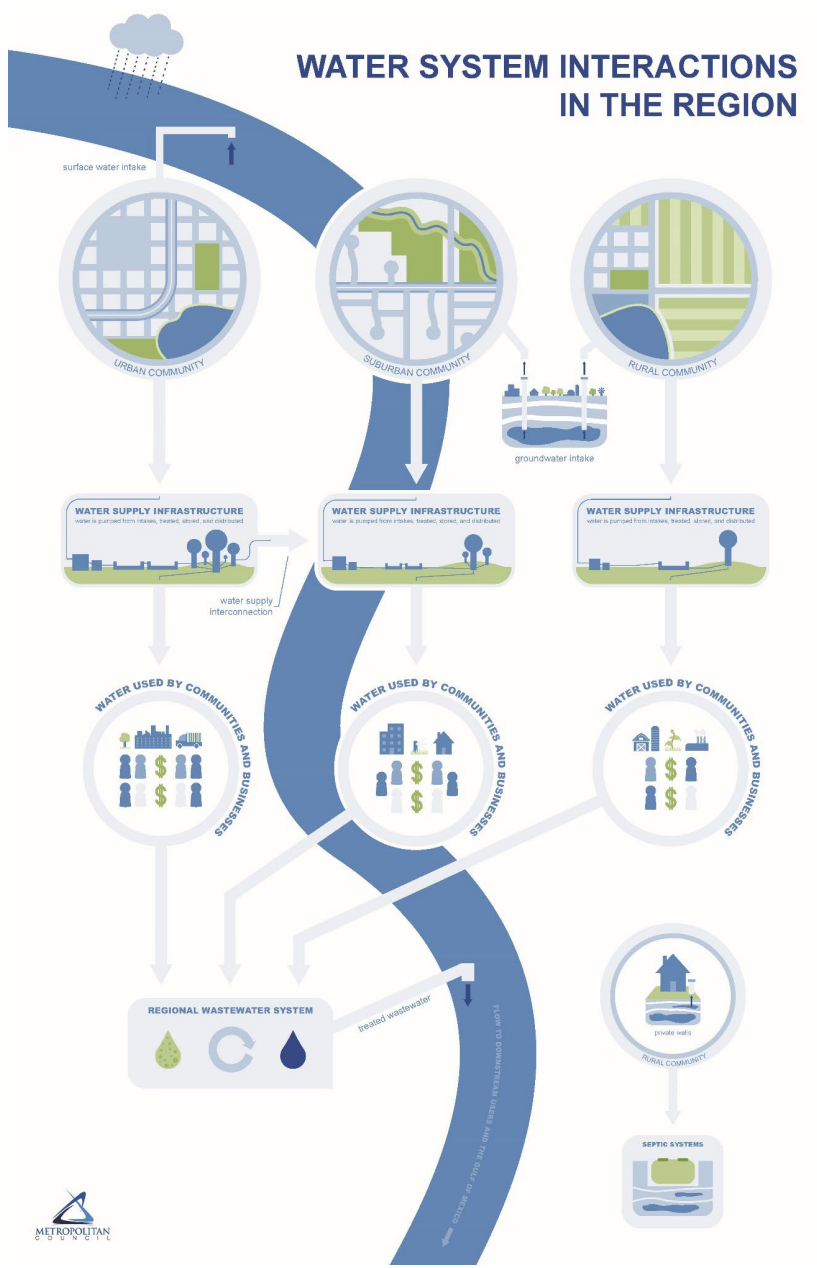 WATER SYSTEM INTERACTIONS
IN THE REGION
surface water intake
URBAN COMMUNITY
SUBURBAN COMMUNITY
RURAL COMMUNITY
groundwater intake
WATER SUPPLY INFRASTRUCTURE
water is pumped from intakes, treated, stored, and distributed
WATER SUPPLY INFRASTRUCTURE
water is pumped from intakes, treated, stored, and distributed
WATER SUPPLY INFRASTRUCTURE
water is pumped from intakes, treated, stored, and distributed
water supply
interconnection
WATER USED BY COMMUNITIES AND BUSINESSES
WATER USED BY COMMUNITIES AND BUSINESSES
WATER USED BY COMMUNITIES AND BUSINESSES
$
$
$
$
$
$
REGIONAL WASTEWATER SYSTEM
treated wastewater
FLOW TO DOWNSTREAM USERS AND THE GULF OF MEXICO
private wells
RURAL COMMUNITY
SEPTIC SYSTEMS
METROPOLITAN
COUNCIL